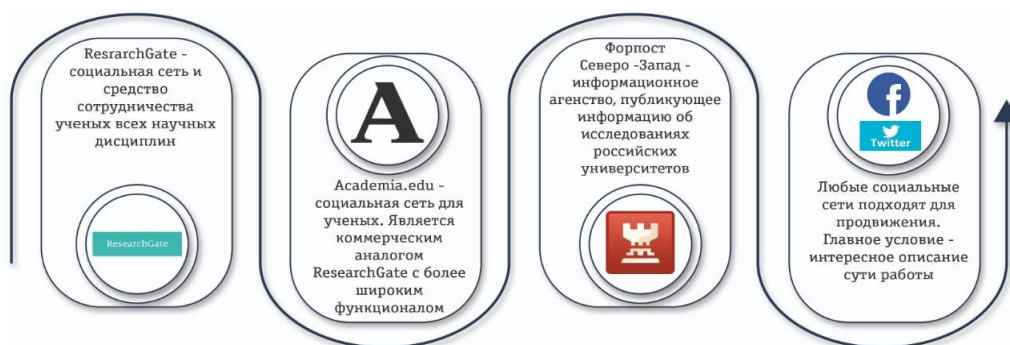 ResrarchGate -
социальная сеть и
средство
сотрудничества
ученых всех научных
дисциплин
ResearchGate
A
Academia.edu -
социальная сеть для
ученых. Является
коммерческим
аналогом
ResearchGate с более
широким
функционалом
Форпост
Северо -Запад -
информационное
агенство, публикующее
информацию об
исследованиях
российских
университетов
f
Twitter
Любые социальные
сети подходят для
продвижения.
Главное условие -
интересное описание
сути работы